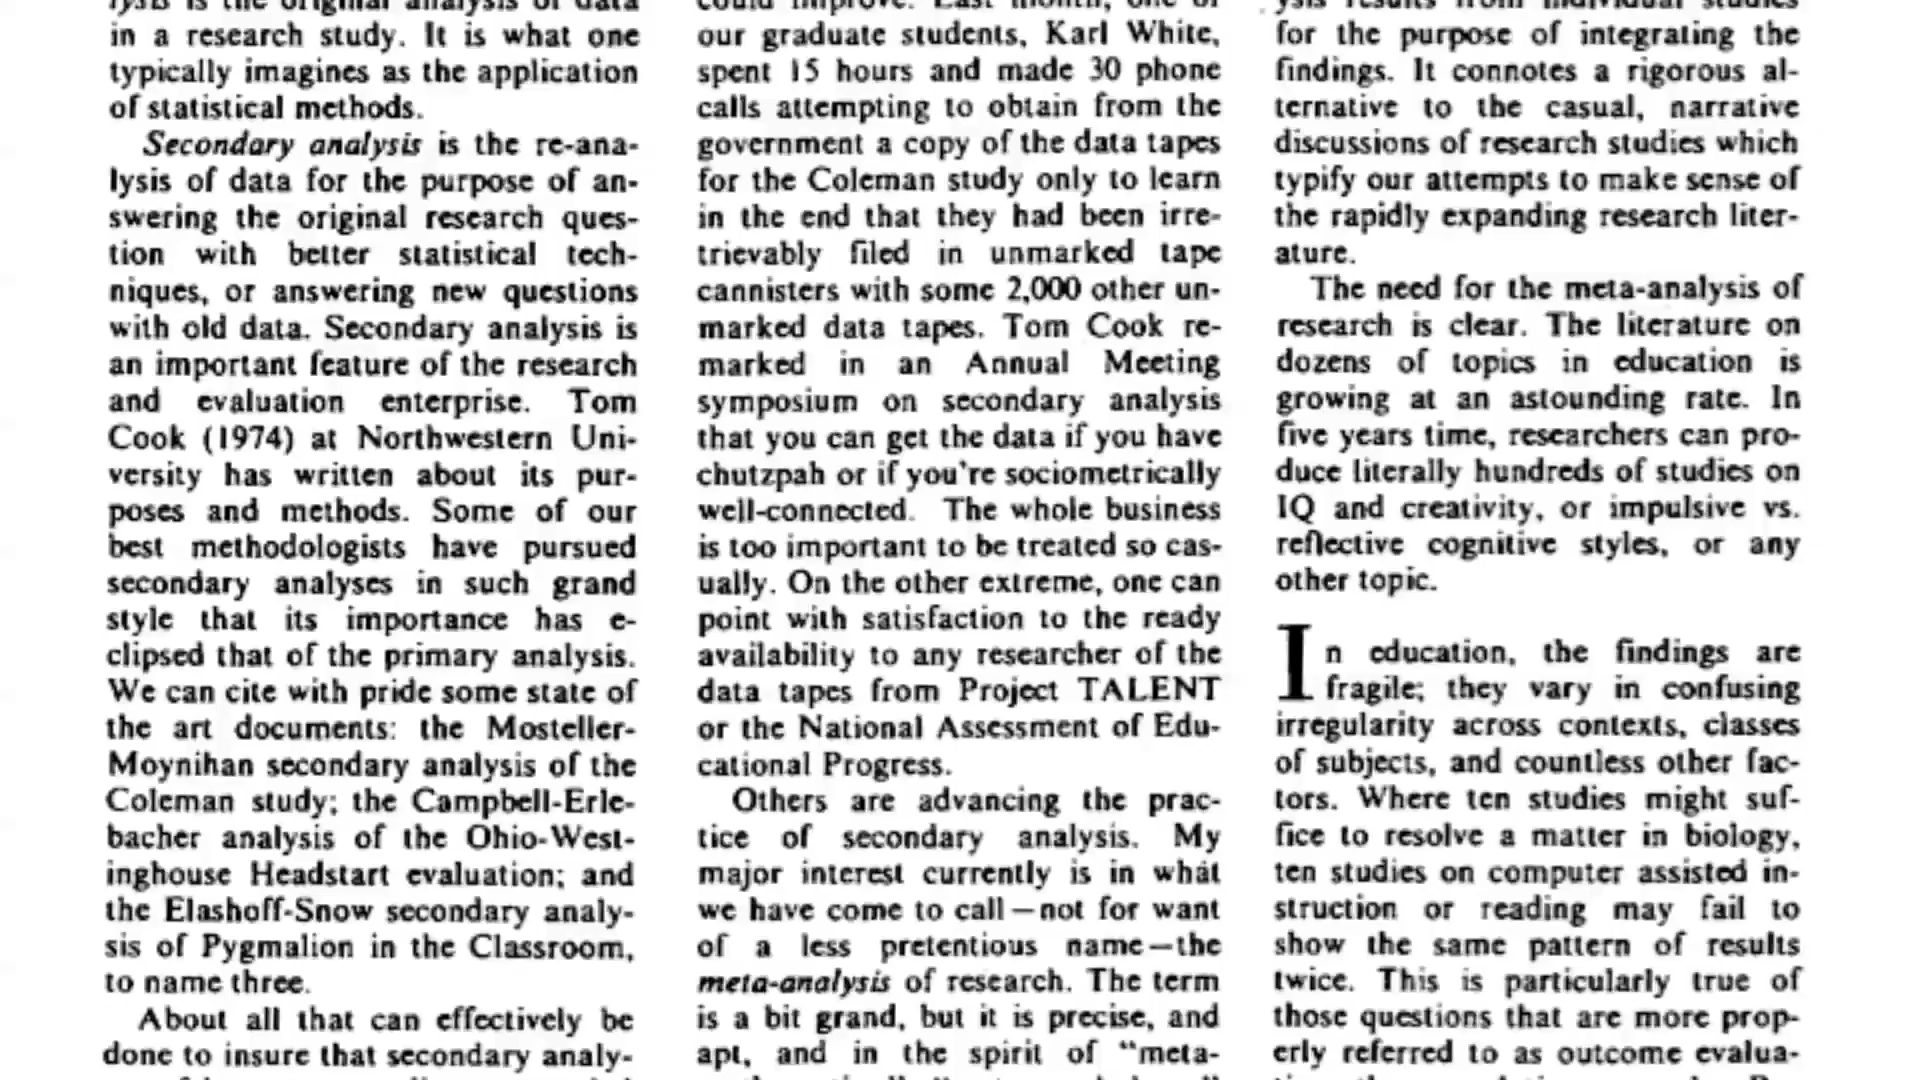 lysis is the original analysis of data
in a research study. It is what one
typically imagines as the application
of statistical methods.
Secondary analysis is the re-ana-
lysis of data for the purpose of an-
swering the original research ques-
tion with better statistical tech-
niques, or answering new questions
with old data. Secondary analysis is
an important feature of the research
and evaluation enterprise. Tom
Cook (1974) at Northwestern Uni-
versity has written about its pur-
poses and methods. Some of our
best methodologists have pursued
secondary analyses in such grand
style that its importance has e-
clipsed that of the primary analysis.
We can cite with pride some state of
the art documents: the Mosteller-
Moynihan secondary analysis of the
Coleman study; the Campbell-Erle-
bacher analysis of the Ohio-West-
inghouse Headstart evaluation; and
the Elashoff-Snow secondary analy-
sis of Pygmalion in the Classroom,
to name three.
About all that can effectively be
done to insure that secondary analy-
could improve. Last month, one of
our graduate students, Karl White,
spent 15 hours and made 30 phone
calls attempting to obtain from the
government a copy of the data tapes
for the Coleman study only to learn
in the end that they had been irre-
trievably filed in unmarked tape
cannisters with some 2,000 other un-
marked data tapes. Tom Cook re-
marked in an Annual Meeting
symposium on secondary analysis
that you can get the data if you have
chutzpah or if you're sociometrically
well-connected. The whole business
is too important to be treated so cas-
ually. On the other extreme, one can
point with satisfaction to the ready
availability to any researcher of the
data tapes from Project TALENT
or the National Assessment of Edu-
cational Progress.
Others are advancing the prac-
tice of secondary analysis. My
major interest currently is in what
we have come to call—not for want
of a less pretentious name—the
meta-analysis of research. The term
is a bit grand, but it is precise, and
apt, and in the spirit of "meta-
ysis results from individual studies
for the purpose of integrating the
findings. It connotes a rigorous al-
ternative to the casual, narrative
discussions of research studies which
typify our attempts to make sense of
the rapidly expanding research liter-
ature.
The need for the meta-analysis of
research is clear. The literature on
dozens of topics in education is
growing at an astounding rate. In
five years time, researchers can pro-
duce literally hundreds of studies on
IQ and creativity, or impulsive vs.
reflective cognitive styles, or any
other topic.
In education, the findings are
fragile; they vary in confusing
irregularity across contexts, classes
of subjects, and countless other fac-
tors. Where ten studies might suf-
fice to resolve a matter in biology,
ten studies on computer assisted in-
struction or reading may fail to
show the same pattern of results
twice. This is particularly true of
those questions that are more prop-
erly referred to as outcome evalua-